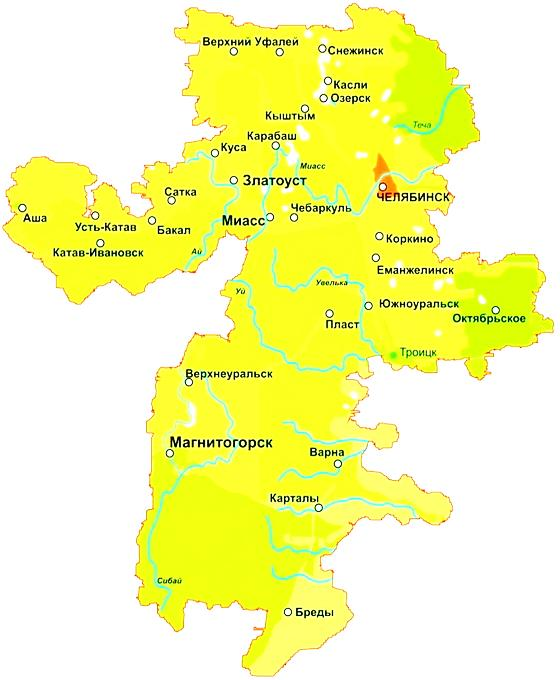 Верхний Уфалей
Снежинск
Касли
Озерск
Кыштым
Теча
Карабаш
Куса
Миасс
Златоуст
ЧЕЛЯБИНСК
Сатка
Чебаркуль
Аша
Миасс
Усть-Катав
Бакал
Коркино
Катав-Ивановск
Ай
Еманжелинск
Увелька
Уй
Южноуральск
Октябрьское
Пласт
Троицк
Верхнеуральск
Магнитогорск
Варна
Карталы
Сибай
Бреды